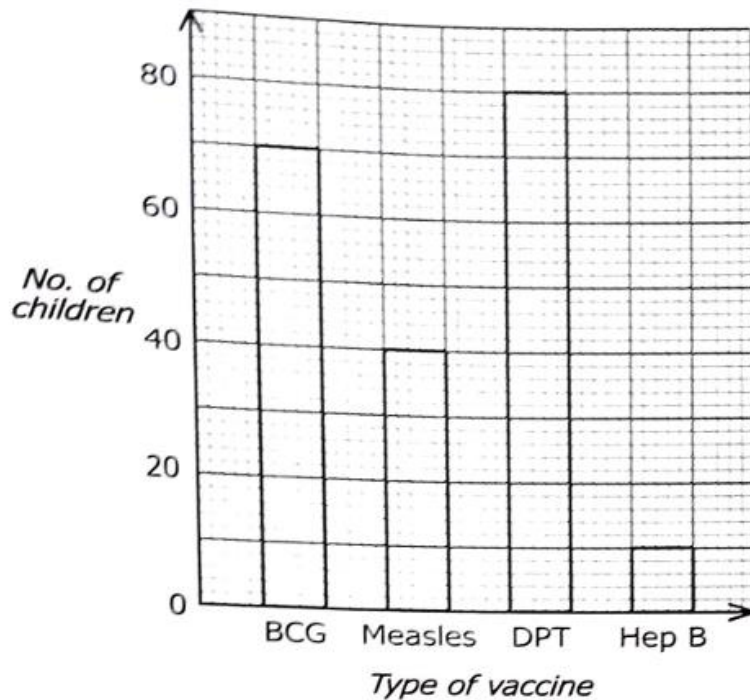 80
60
No. of
children
40
20
0
BCG Measles DPT Hep B
Type of vaccine